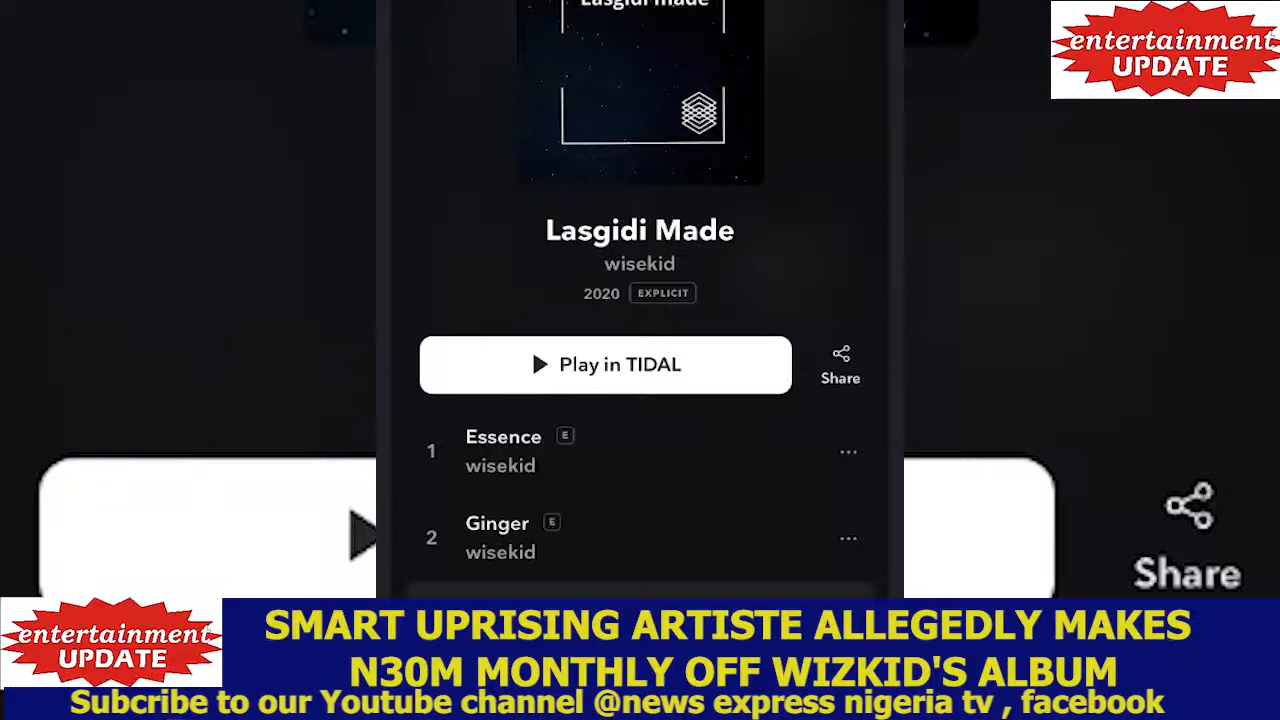 Lasgidi made
entertainment
UPDATE
Lasgidi Made
wisekid
2020 EXPLICIT
Play in TIDAL
Share
1 Essence E
wisekid
2 Ginger E
wisekid
Share
entertainment
UPDATE
SMART UPRISING ARTISTE ALLEGEDLY MAKES
N30M MONTHLY OFF WIZKID'S ALBUM
Subcribe to our Youtube channel @news express nigeria tv , facebook